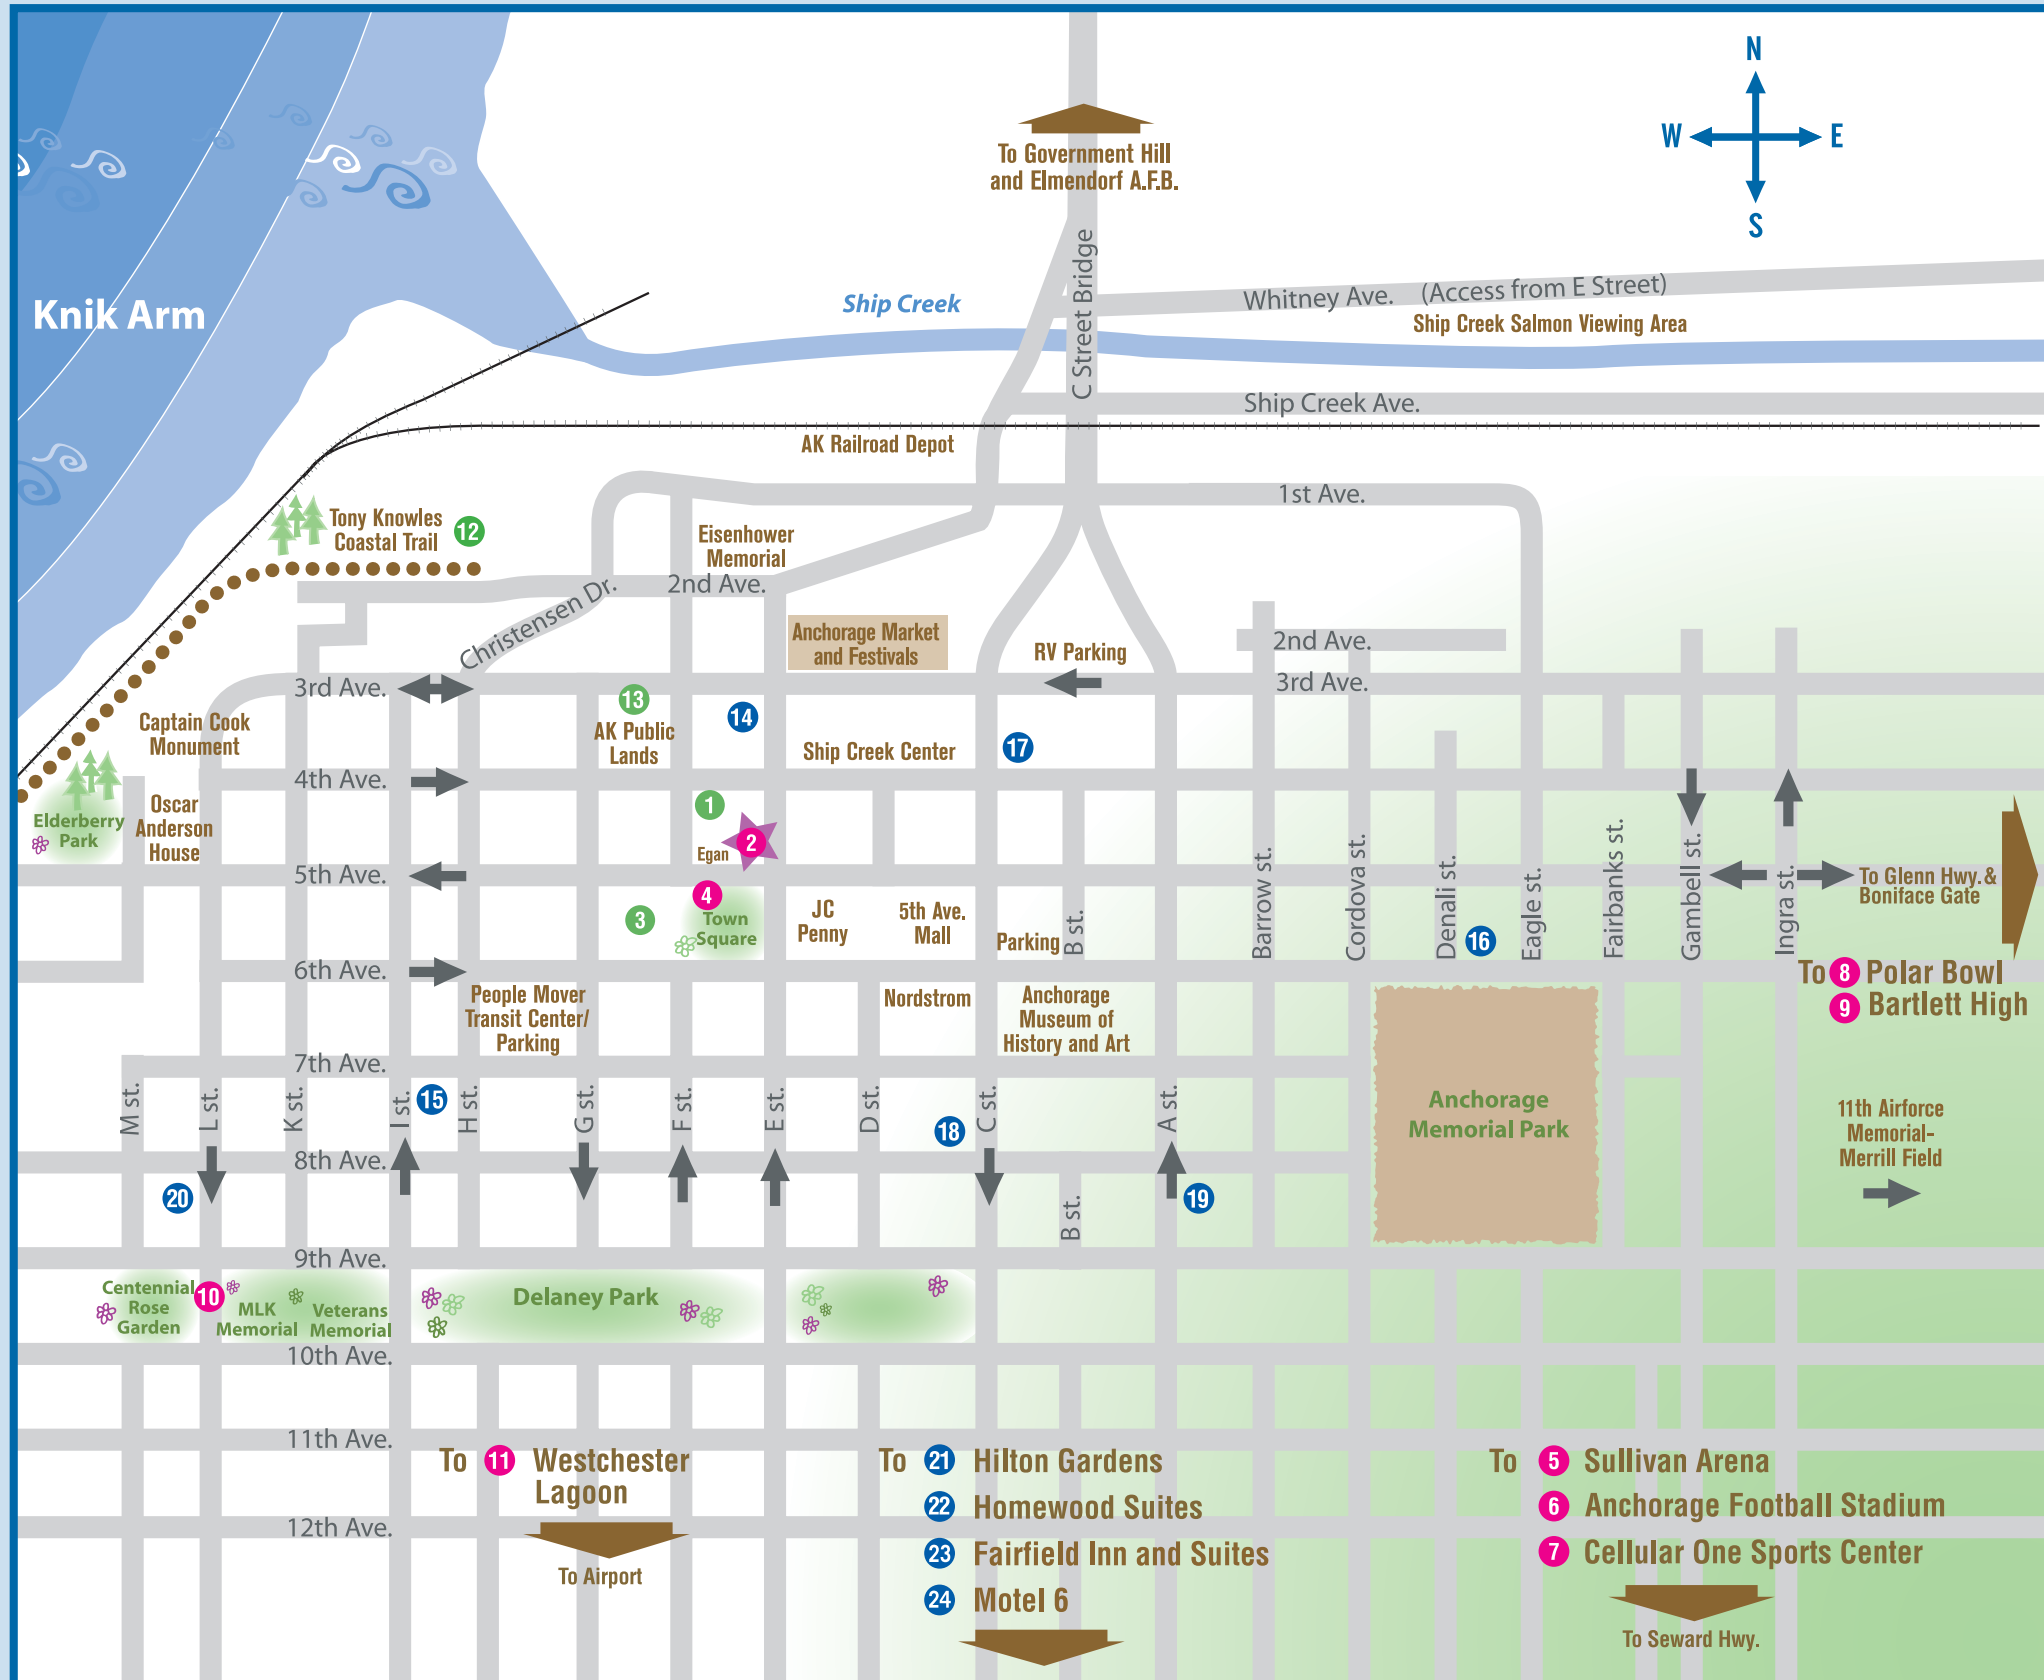 N
W
E
S
To Government Hill
and Elmendorf A.F.B.
C Street Bridge
Knik Arm
Ship Creek
Whitney Ave. (Access from E Street)
Ship Creek Salmon Viewing Area
Ship Creek Ave.
AK Railroad Depot
1st Ave.
Tony Knowles
Coastal Trail
12
Eisenhower
Memorial
2nd Ave.
Christensen Dr.
Anchorage Market
and Festivals
RV Parking
2nd Ave.
3rd Ave.
3rd Ave.
13
AK Public
Lands
14
Captain Cook
Monument
Ship Creek Center
17
4th Ave.
Elderberry
Park
Oscar
Anderson
House
1
2
Egan
5th Ave.
4
3
Town
Square
JC
Penny
5th Ave.
Mall
Parking
B st.
Barrow st.
Cordova st.
Denali st.
16
Eagle st.
Fairbanks st.
Gambell st.
Ingra st.
To Glenn Hwy.&
Boniface Gate
6th Ave.
To 8 Polar Bowl
9 Bartlett High
People Mover
Transit Center/
Parking
Nordstrom
Anchorage
Museum of
History and Art
7th Ave.
M st.
L st.
K st.
I st.
15
H st.
G st.
F st.
E st.
D st.
18
C st.
A st.
Anchorage
Memorial Park
11th Airforce
Memorial-
Merrill Field
8th Ave.
20
19
B st.
9th Ave.
Centennial
Rose
Garden
10
MLK
Memorial
Veterans
Memorial
Delaney Park
10th Ave.
11th Ave.
To 11 Westchester
Lagoon
To Airport
12th Ave.
To 21 Hilton Gardens
22 Homewood Suites
23 Fairfield Inn and Suites
24 Motel 6
To 5 Sullivan Arena
6 Anchorage Football Stadium
7 Cellular One Sports Center
To Seward Hwy.